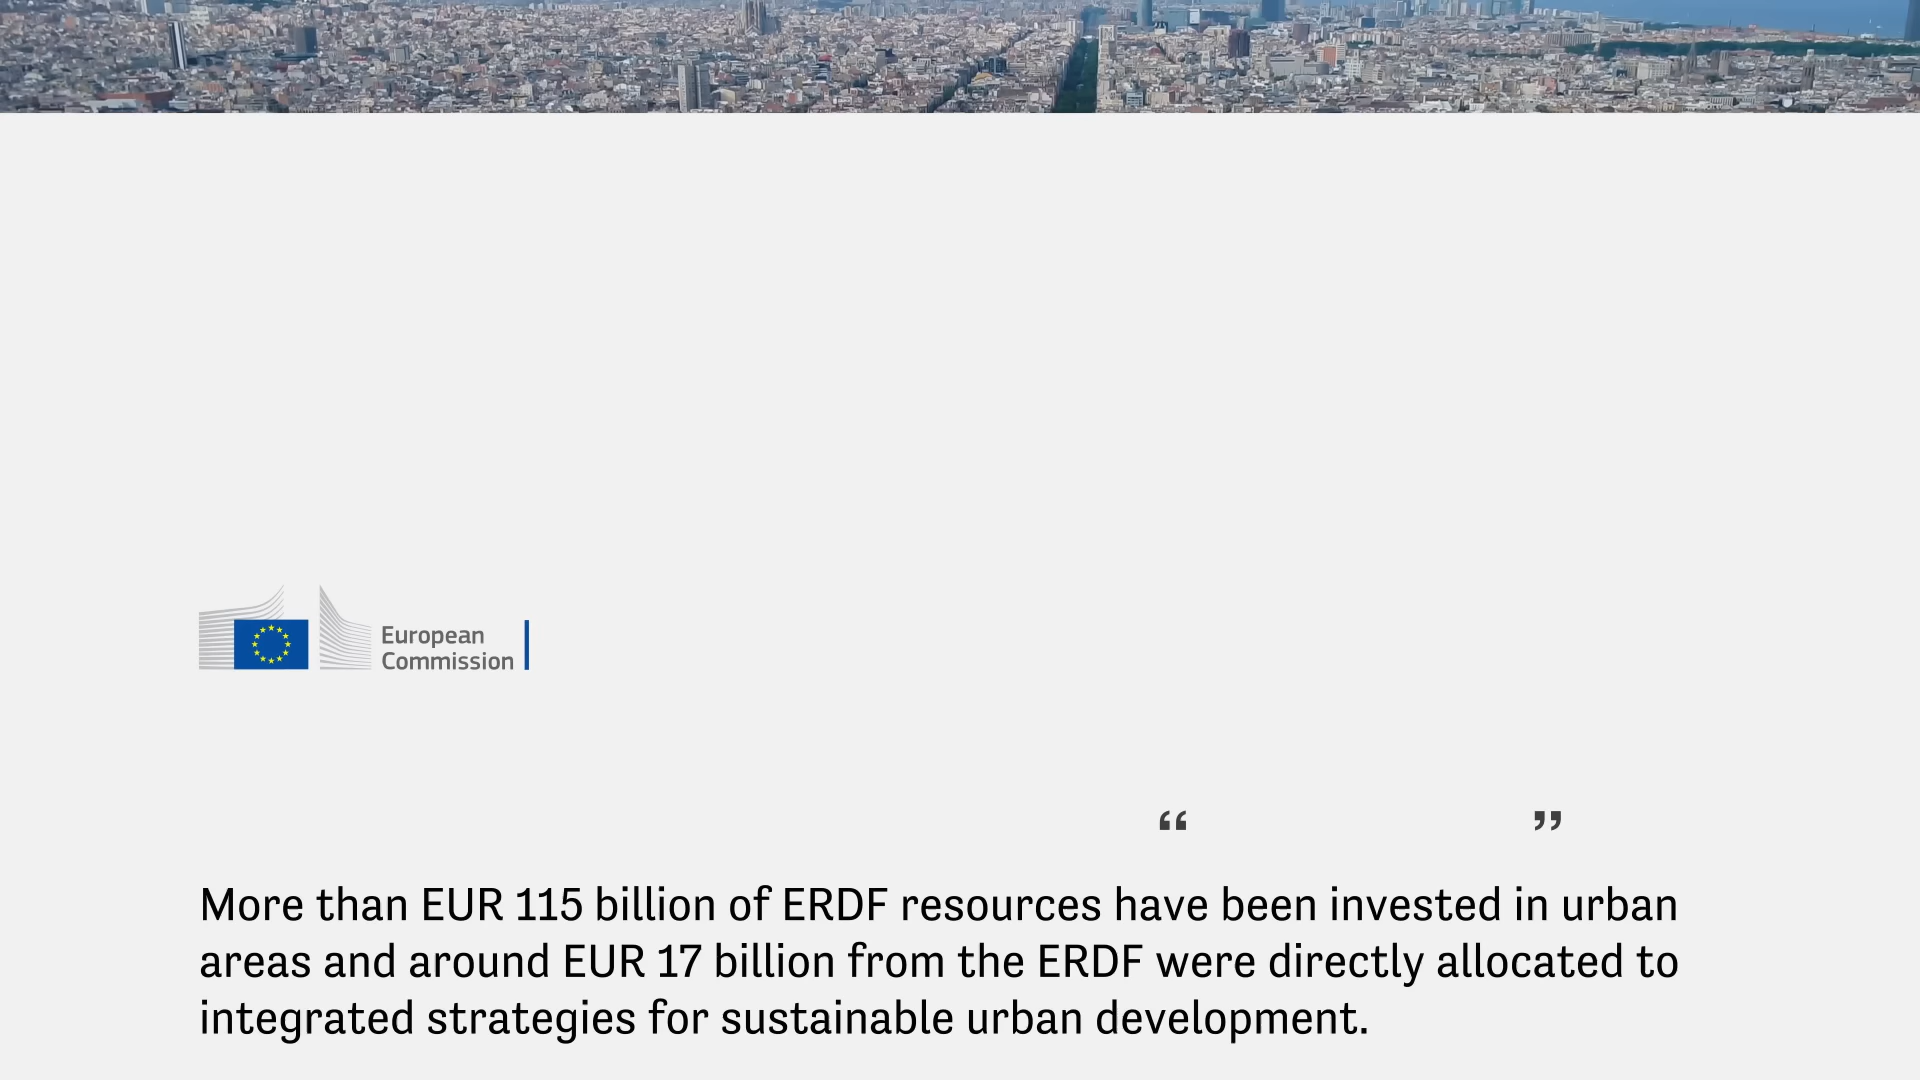 European
Commission
“ ”
More than EUR 115 billion of ERDF resources have been invested in urban
areas and around EUR 17 billion from the ERDF were directly allocated to
integrated strategies for sustainable urban development.